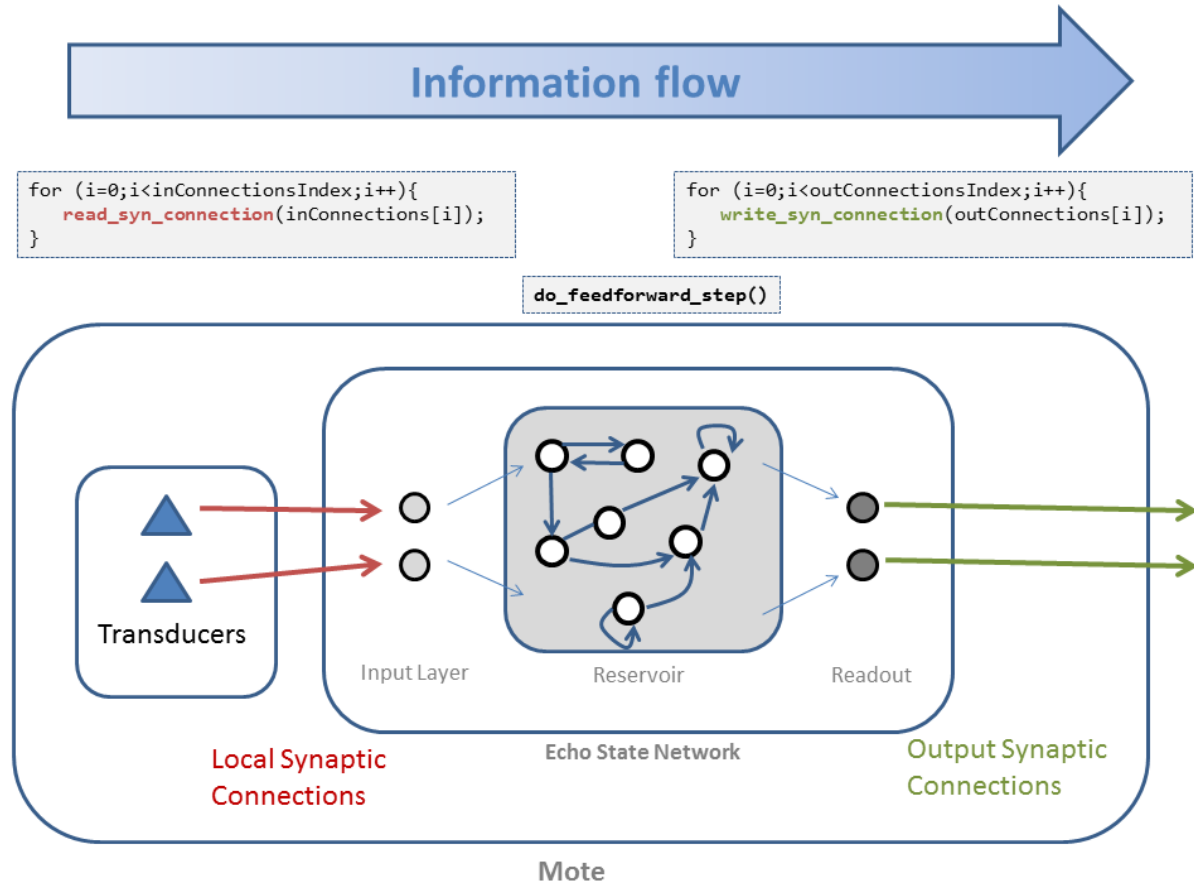 Information flow
for (i=0;i<inConnectionsIndex;i++){
read_syn_connection(inConnections[i]);
}
for (i=0;i<outConnectionsIndex;i++){
write_syn_connection(outConnections[i]);
}
do_feedforward_step()
Transducers
Input Layer
Reservoir
Readout
Local Synaptic
Connections
Echo State Network
Output Synaptic
Connections
Mote